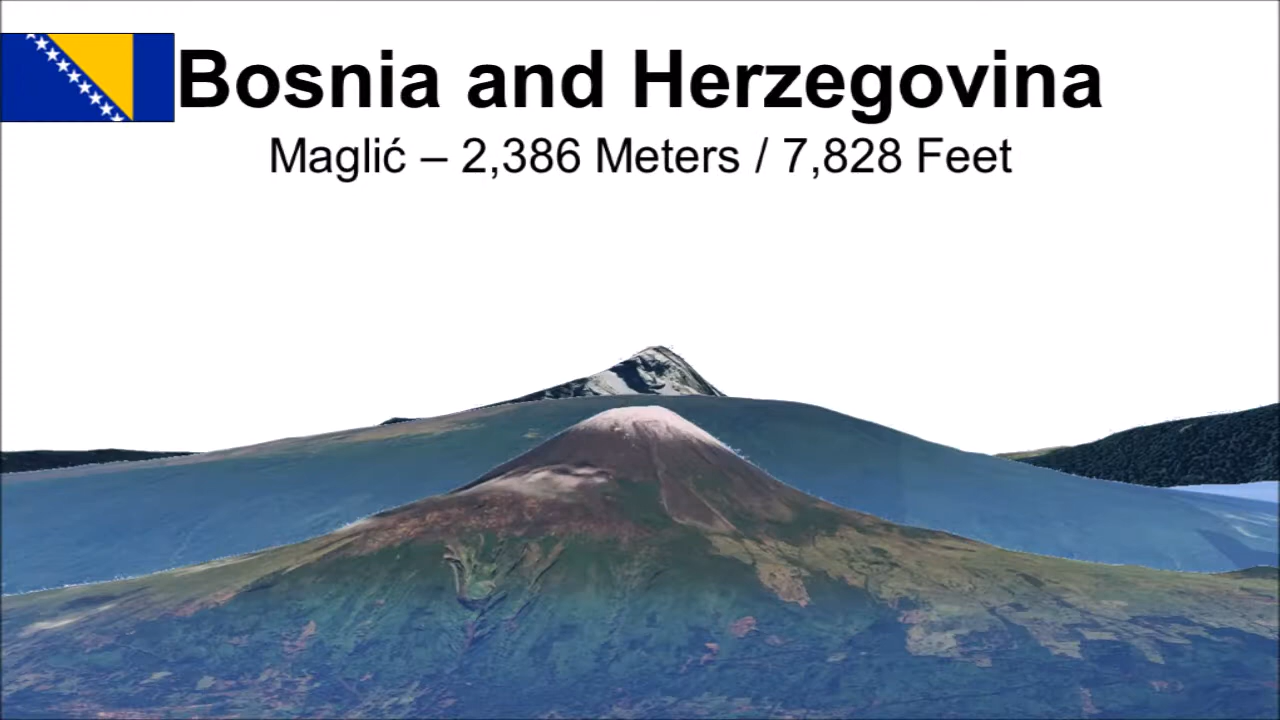 Bosnia and Herzegovina
Maglić – 2,386 Meters / 7,828 Feet